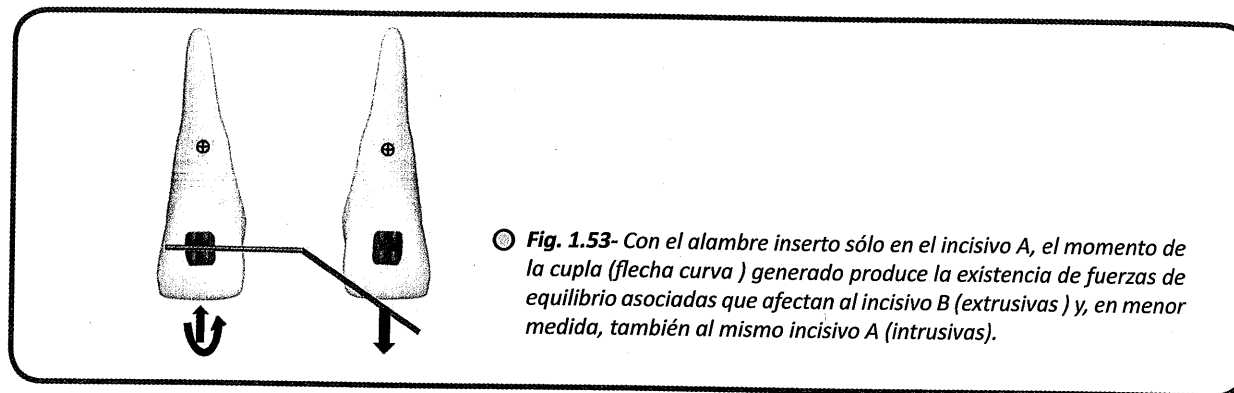 Fig. 1.53- Con el alambre inserto sólo en el incisivo A, el momento de
la cupla (flecha curva ) generado produce la existencia de fuerzas de
equilibrio asociadas que afectan al incisivo B (extrusivas ) y, en menor
medida, también al mismo incisivo A (intrusivas).